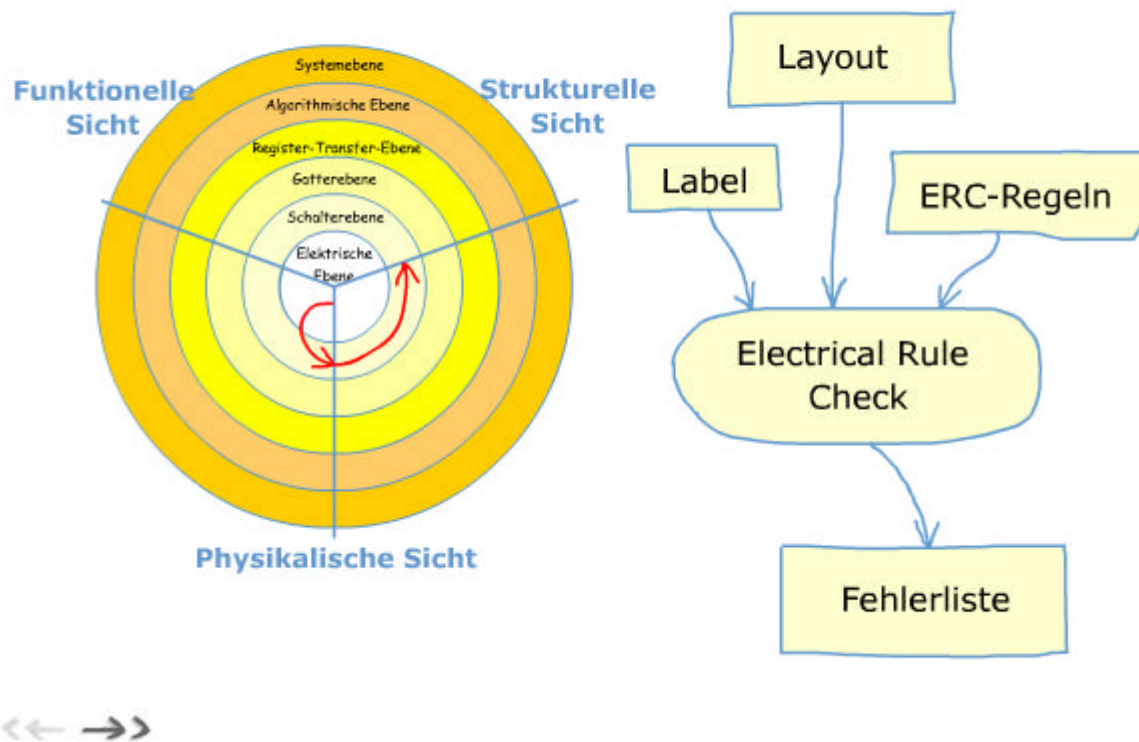 Funktionelle
Sicht
Systemebene
Algorithmische Ebene
Register-Transfer-Ebene
Gatterebene
Schalterebene
Elektrische
Ebene
Strukturelle
Sicht
Physikalische Sicht
Layout
Label
ERC-Regeln
Electrical Rule
Check
Fehlerliste